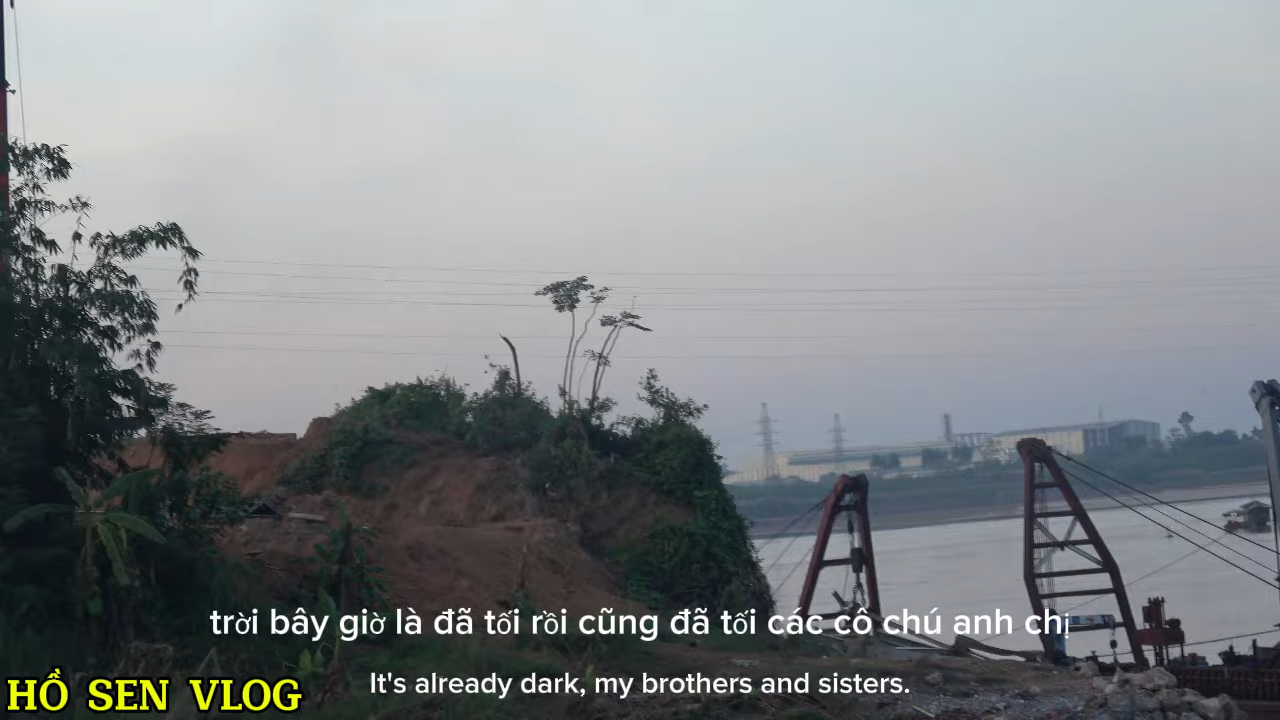 trời bây giờ là đã tối rồi cũng đã tối các cô chú anh chị
It's already dark, my brothers and sisters.
HỒ SEN VLOG